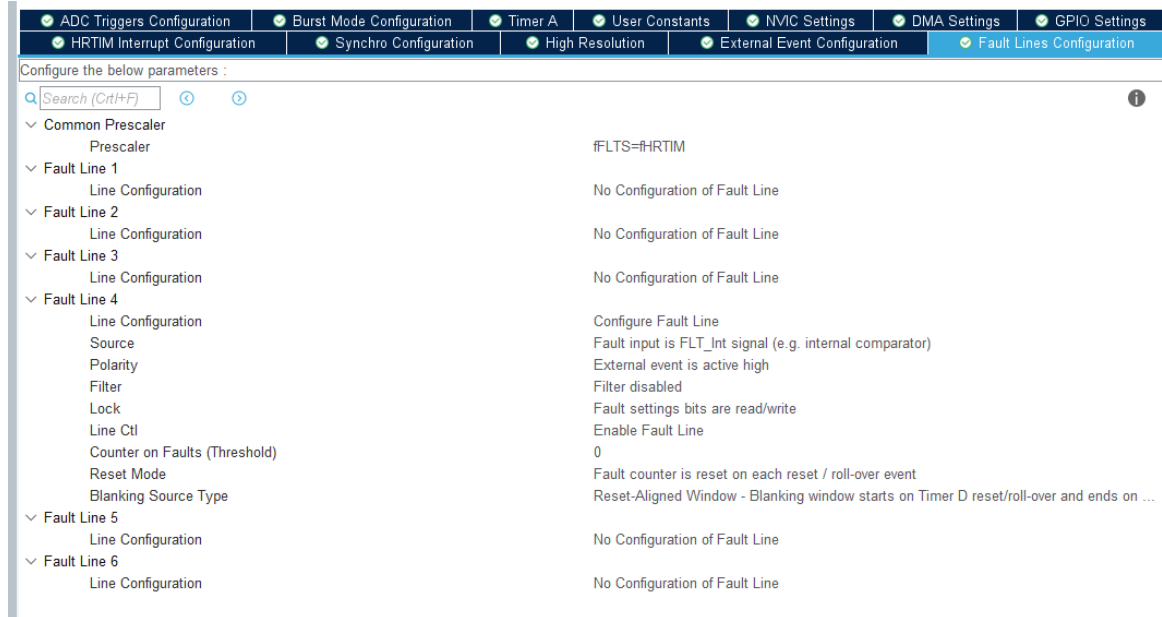 ADC Triggers Configuration Burst Mode Configuration Timer A User Constants NVIC Settings DMA Settings GPIO Settings
HRTIM Interrupt Configuration Synchro Configuration High Resolution External Event Configuration Fault Lines Configuration
Configure the below parameters :
Search (Crtl+F)
Common Prescaler
Prescaler fFLTS=fHRTIM
Fault Line 1
Line Configuration No Configuration of Fault Line
Fault Line 2
Line Configuration No Configuration of Fault Line
Fault Line 3
Line Configuration No Configuration of Fault Line
Fault Line 4
Line Configuration Configure Fault Line
Source Fault input is FLT_Int signal (e.g. internal comparator)
Polarity External event is active high
Filter Filter disabled
Lock Fault settings bits are read/write
Line Ctl Enable Fault Line
Counter on Faults (Threshold) 0
Reset Mode Fault counter is reset on each reset / roll-over event
Blanking Source Type Reset-Aligned Window - Blanking window starts on Timer D reset/roll-over and ends on ...
Fault Line 5
Line Configuration No Configuration of Fault Line
Fault Line 6
Line Configuration No Configuration of Fault Line